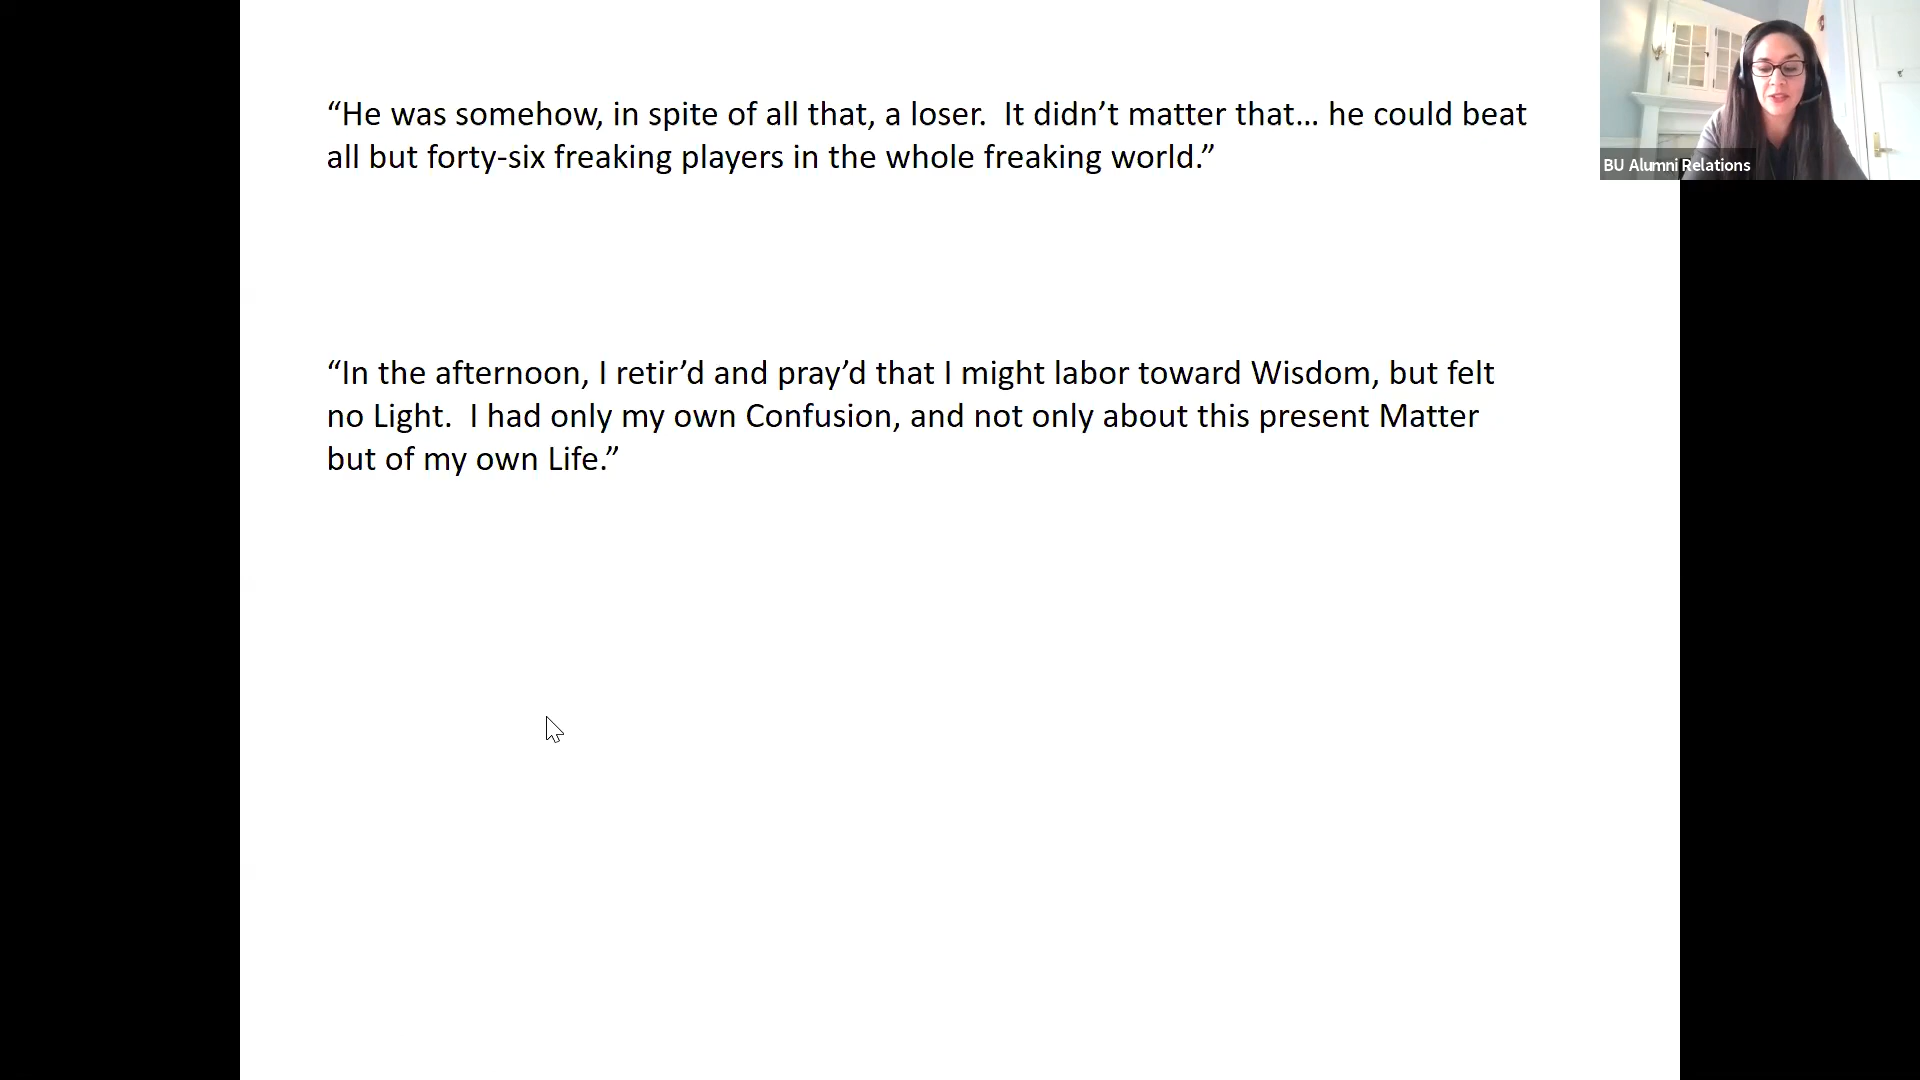 “He was somehow, in spite of all that, a loser.  It didn’t matter that… he could beat
all but forty-six freaking players in the whole freaking world.”
BU Alumni Relations
“In the afternoon, I retir’d and pray’d that I might labor toward Wisdom, but felt
no Light.  I had only my own Confusion, and not only about this present Matter
but of my own Life.”